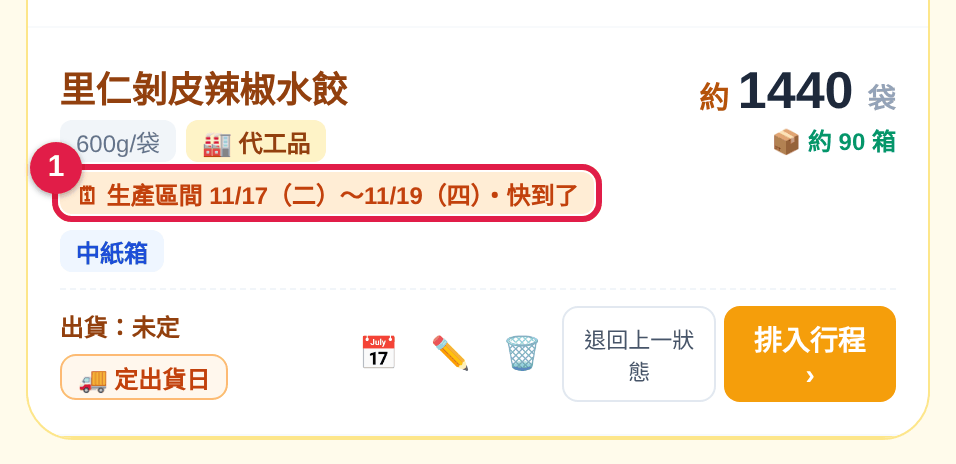 里仁剝皮辣椒水餃
約 1440 袋
600g/袋
🏭 代工品
📦 約 90 箱
1
🗓 生產區間 11/17（二）～11/19（四）· 快到了
中紙箱
出貨：未定
🚚 定出貨日
July
17
退回上一狀
態
排入行程
›